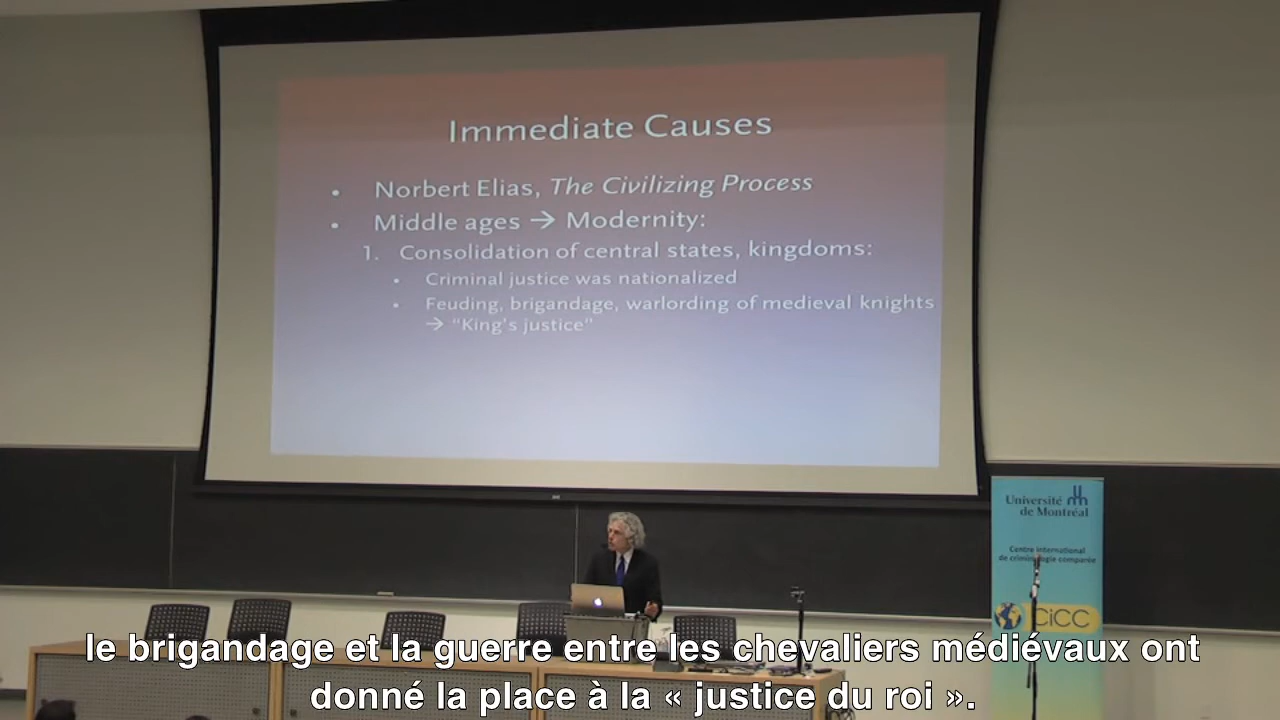 Immediate Causes
• Norbert Elias, The Civilizing Process
• Middle ages → Modernity:
1. Consolidation of central states, kingdoms:
• Criminal justice was nationalized
• Feuding, brigandage, warlording of medieval knights
→ "King's justice"
Université
de Montréal
Centre international
de criminologie comparée
CiCC
le brigandage et la guerre entre les chevaliers médiévaux ont
donné la place à la « justice du roi ».